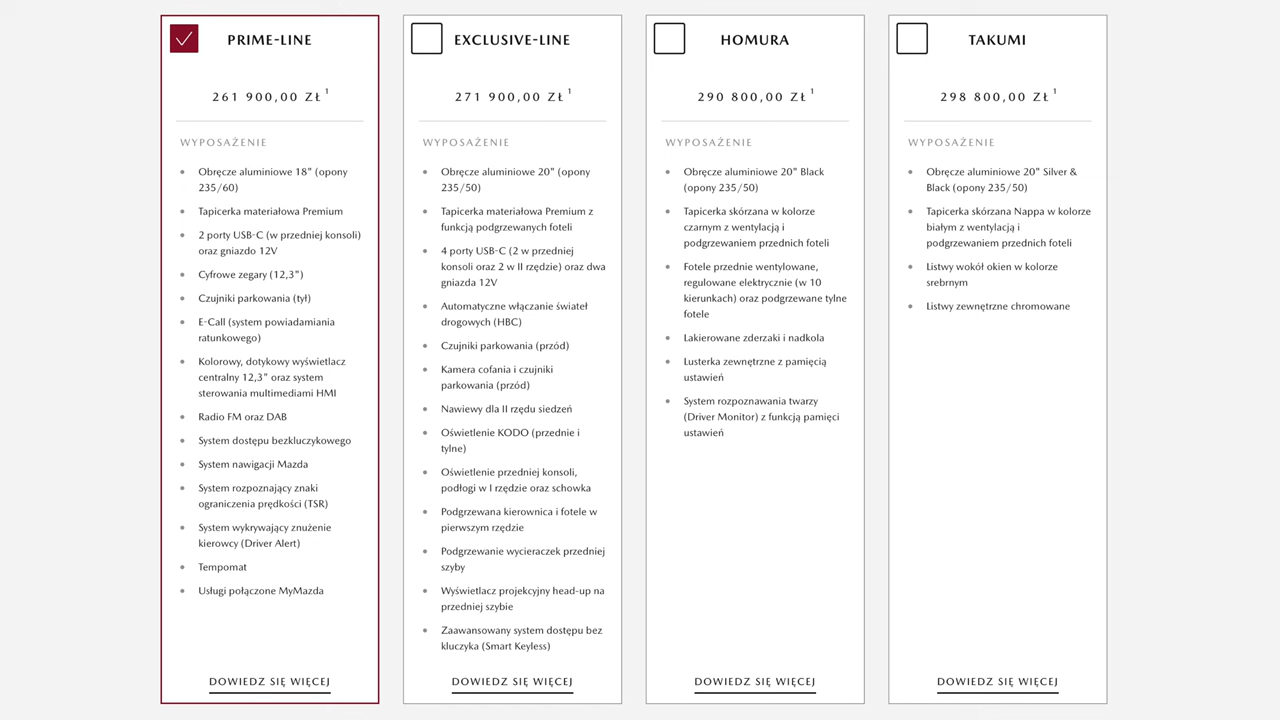 PRIME-LINE
261 900,00 ZŁ 1
WYPOSAŻENIE
Obręcze aluminiowe 18" (opony
235/60)
Tapicerka materiałowa Premium
2 porty USB-C (w przedniej konsoli)
oraz gniazdo 12V
Cyfrowe zegary (12,3")
Czujniki parkowania (tył)
E-Call (system powiadamiania
ratunkowego)
Kolorowy, dotykowy wyświetlacz
centralny 12,3" oraz system
sterowania multimediami HMI
Radio FM oraz DAB
System dostępu bezkluczykowego
System nawigacji Mazda
System rozpoznający znaki
ograniczenia prędkości (TSR)
System wykrywający znużenie
kierowcy (Driver Alert)
Tempomat
Usługi połączone MyMazda
DOWIEDZ SIĘ WIĘCEJ
EXCLUSIVE-LINE
271 900,00 ZŁ 1
WYPOSAŻENIE
Obręcze aluminiowe 20" (opony
235/50)
Tapicerka materiałowa Premium z
funkcją podgrzewanych foteli
4 porty USB-C (2 w przedniej
konsoli oraz 2 w II rzędzie) oraz dwa
gniazda 12V
Automatyczne włączanie świateł
drogowych (HBC)
Czujniki parkowania (przód)
Kamera cofania i czujniki
parkowania (przód)
Nawiewy dla II rzędu siedzeń
Oświetlenie KODO (przednie i
tylne)
Oświetlenie przedniej konsoli,
podłogi w I rzędzie oraz schowka
Podgrzewana kierownica i fotele w
pierwszym rzędzie
Podgrzewanie wycieraczek przedniej
szyby
Wyświetlacz projekcyjny head-up na
przedniej szybie
Zaawansowany system dostępu bez
kluczyka (Smart Keyless)
DOWIEDZ SIĘ WIĘCEJ
HOMURA
290 800,00 ZŁ 1
WYPOSAŻENIE
Obręcze aluminiowe 20" Black
(opony 235/50)
Tapicerka skórzana w kolorze
czarnym z wentylacją i
podgrzewaniem przednich foteli
Fotele przednie wentylowane,
regulowane elektrycznie (w 10
kierunkach) oraz podgrzewane tylne
fotele
Lakierowane zderzaki i nadkola
Lusterka zewnętrzne z pamięcią
ustawień
System rozpoznawania twarzy
(Driver Monitor) z funkcją pamięci
ustawień
DOWIEDZ SIĘ WIĘCEJ
TAKUMI
298 800,00 ZŁ 1
WYPOSAŻENIE
Obręcze aluminiowe 20" Silver &
Black (opony 235/50)
Tapicerka skórzana Nappa w kolorze
białym z wentylacją i
podgrzewaniem przednich foteli
Listwy wokół okien w kolorze
srebrnym
Listwy zewnętrzne chromowane
DOWIEDZ SIĘ WIĘCEJ